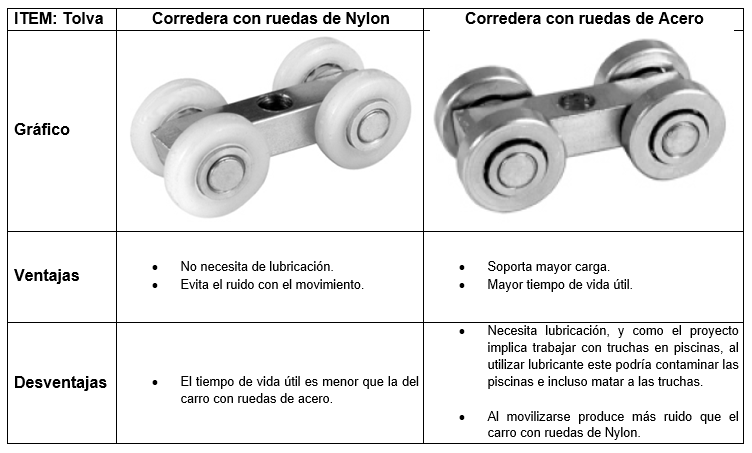 ITEM: Tolva
Corredera con ruedas de Nylon
Corredera con ruedas de Acero
Gráfico
Ventajas
• No necesita de lubricación.
• Evita el ruido con el movimiento.
• Soporta mayor carga.
• Mayor tiempo de vida útil.
Desventajas
• El tiempo de vida útil es menor que la del
carro con ruedas de acero.
• Necesita lubricación, y como el proyecto
implica trabajar con truchas en piscinas, al
utilizar lubricante este podría contaminar las
piscinas e incluso matar a las truchas.
• Al movilizarse produce más ruido que el
carro con ruedas de Nylon.